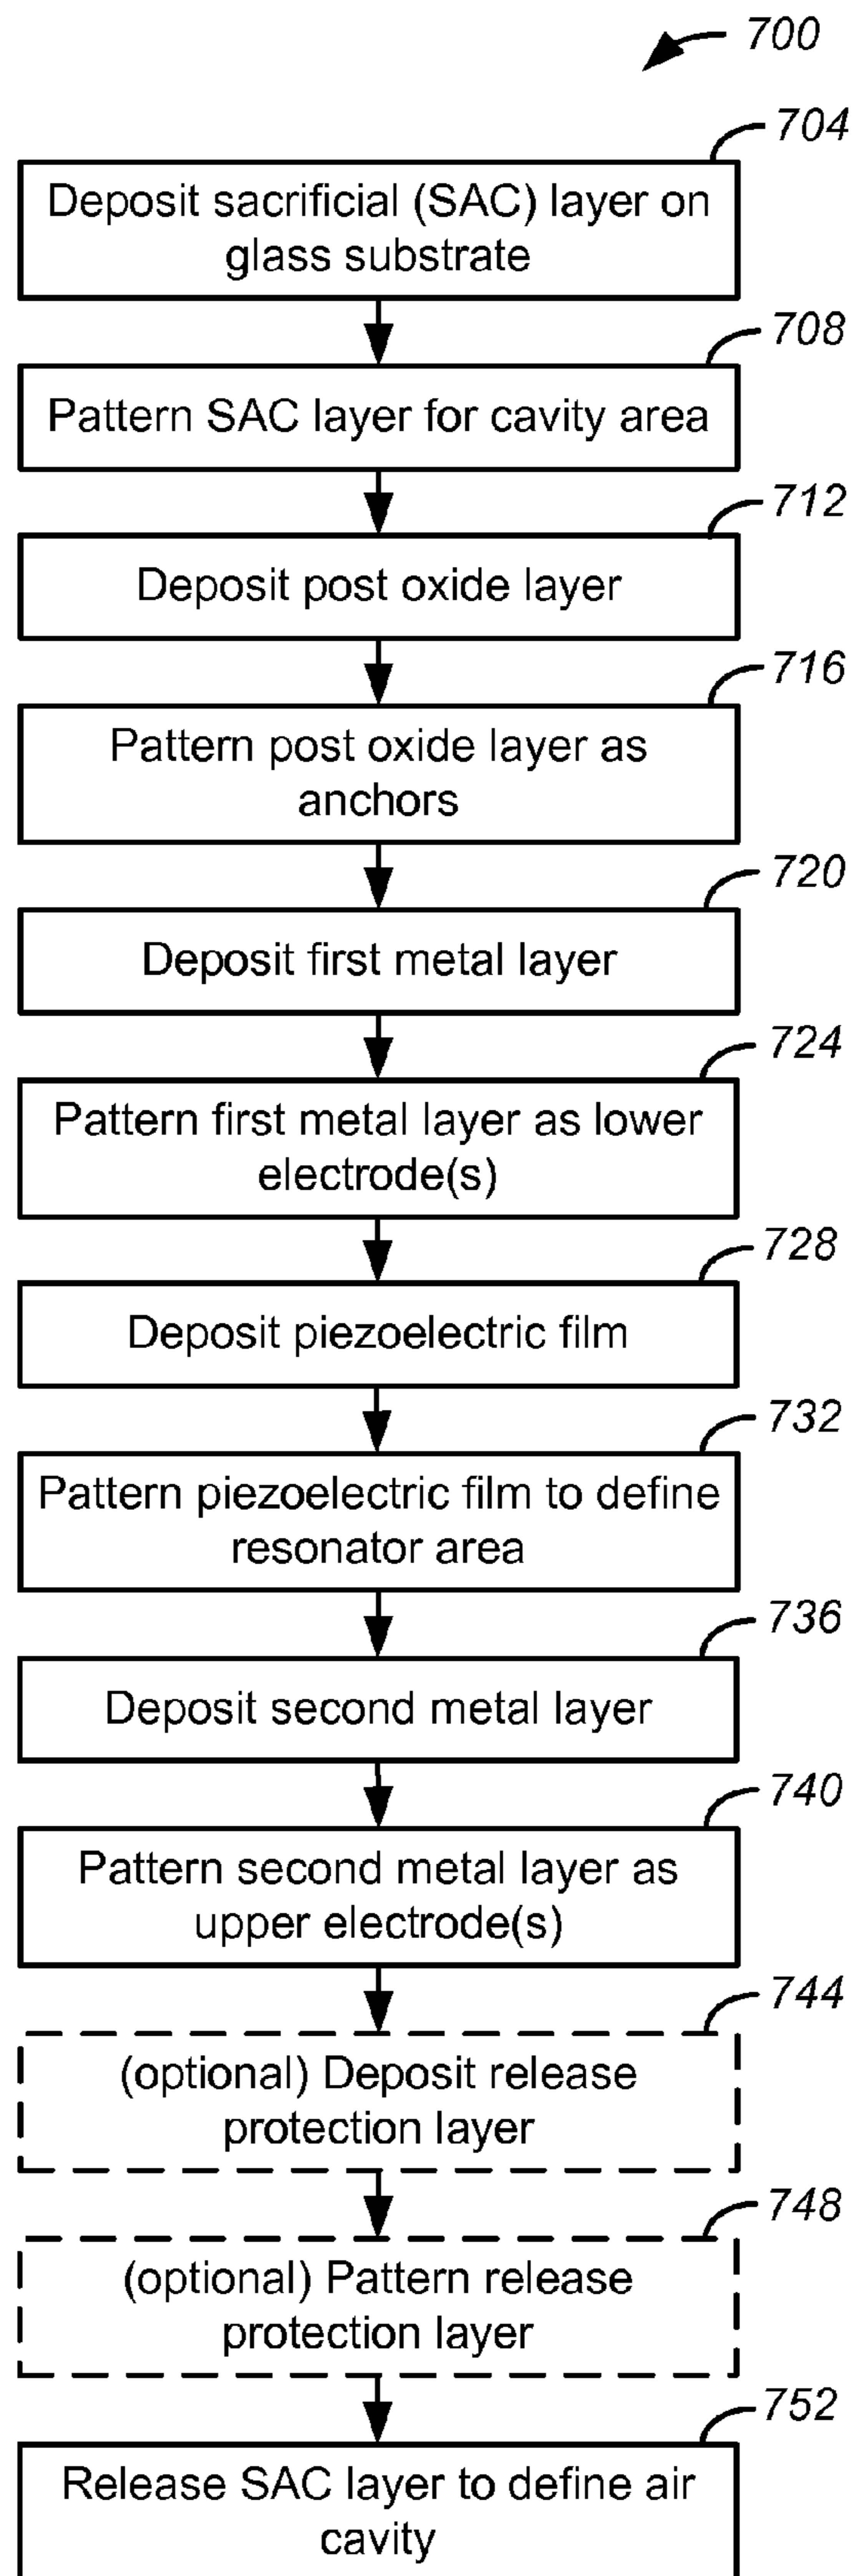 700
704
Deposit sacrificial (SAC) layer on
glass substrate
708
Pattern SAC layer for cavity area
712
Deposit post oxide layer
716
Pattern post oxide layer as
anchors
720
Deposit first metal layer
724
Pattern first metal layer as lower
electrode(s)
728
Deposit piezoelectric film
732
Pattern piezoelectric film to define
resonator area
736
Deposit second metal layer
740
Pattern second metal layer as
upper electrode(s)
744
(optional) Deposit release
protection layer
748
(optional) Pattern release
protection layer
752
Release SAC layer to define air
cavity